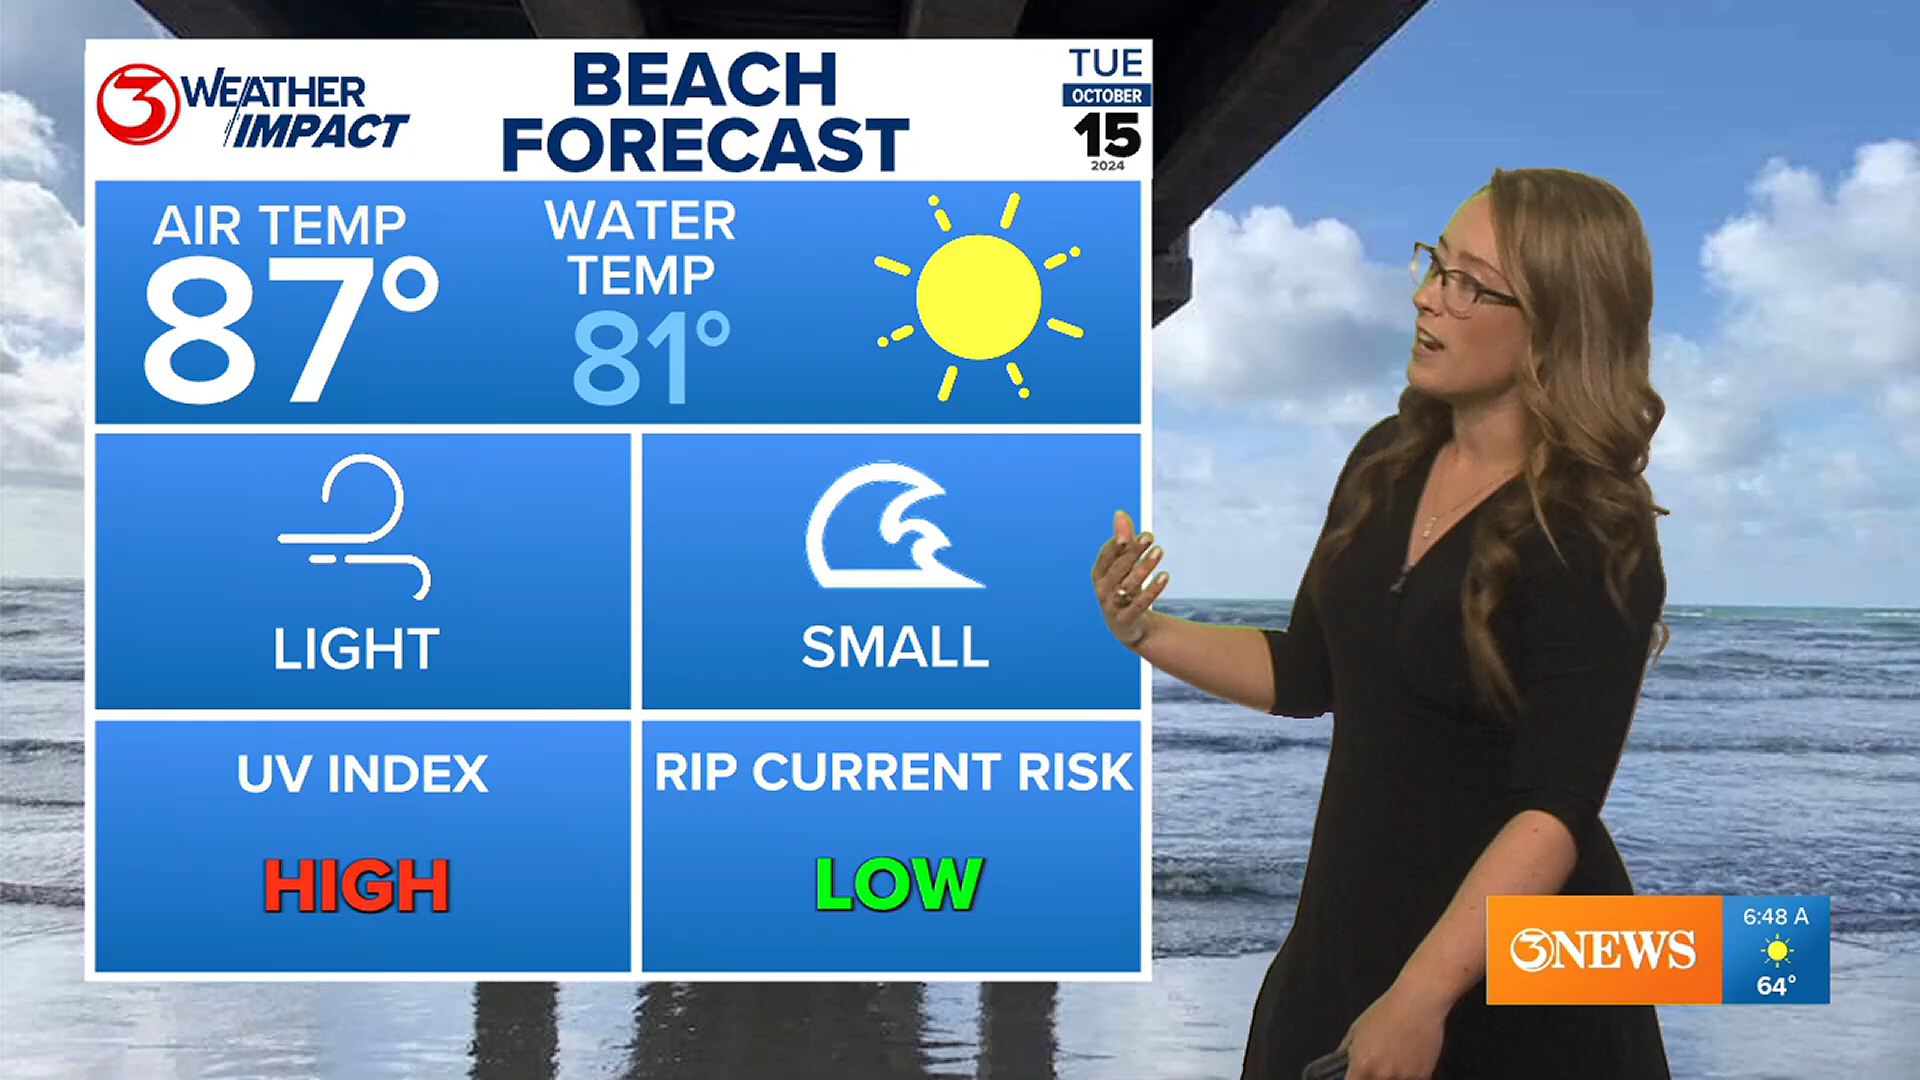 3 WEATHER
IMPACT
BEACH
FORECAST
TUE
OCTOBER
15
2024
AIR TEMP
87°
WATER
TEMP
81°
LIGHT
SMALL
UV INDEX
HIGH
RIP CURRENT RISK
LOW
3NEWS
6:48 A
64°